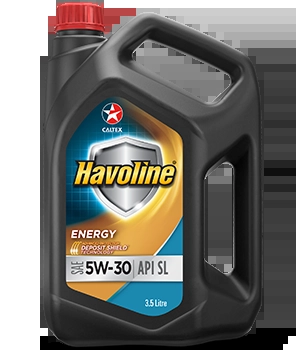 CALTEX
Havoline®
ENERGY
DEPOSIT SHIELD
TECHNOLOGY
SAE 5W-30 API SL
3.5 Litre